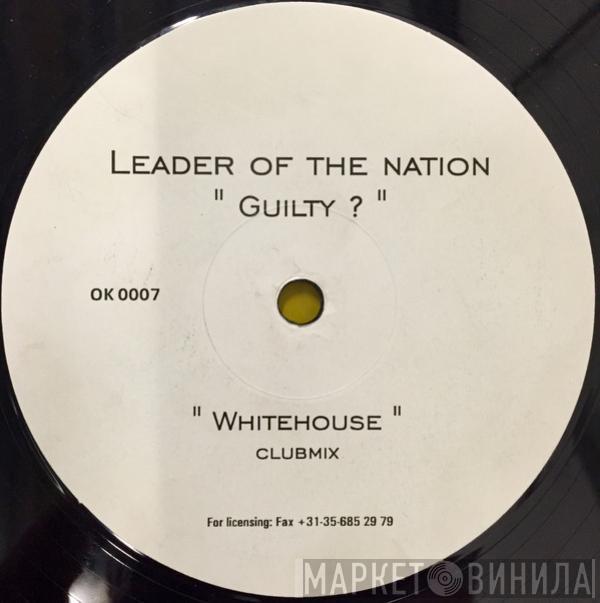 LEADER OF THE NATION
" GUILTY ? "
OK 0007
" WHITEHOUSE "
CLUBMIX
For licensing: Fax +31-35-685 29 79
МАРКЕТ ВИНИЛА